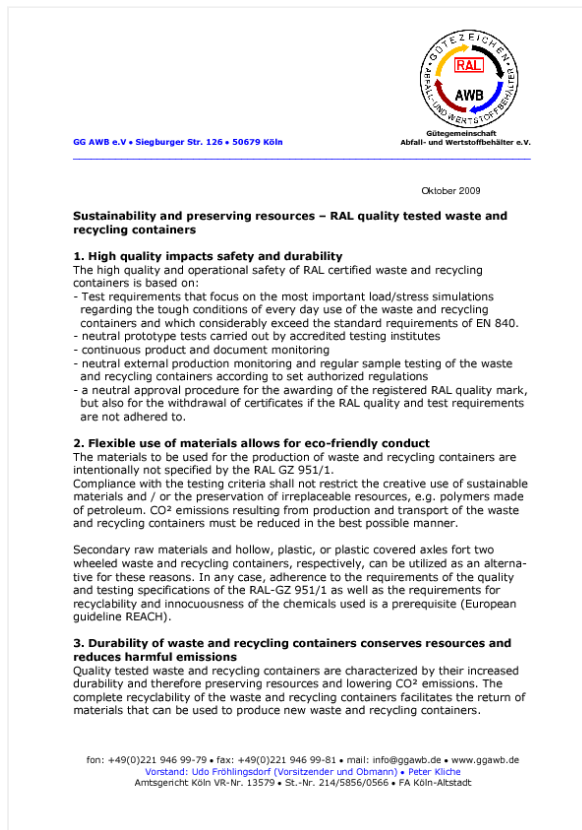 GÜTEZEICHEN
RAL
AWB
ABFALL-UND WERTSTOFFBEHÄLTER
Gütegemeinschaft
GG AWB e.V • Siegburger Str. 126 • 50679 Köln
Abfall- und Wertstoffbehälter e.V.
Oktober 2009
Sustainability and preserving resources – RAL quality tested waste and
recycling containers
1. High quality impacts safety and durability
The high quality and operational safety of RAL certified waste and recycling
containers is based on:
- Test requirements that focus on the most important load/stress simulations
regarding the tough conditions of every day use of the waste and recycling
containers and which considerably exceed the standard requirements of EN 840.
- neutral prototype tests carried out by accredited testing institutes
- continuous product and document monitoring
- neutral external production monitoring and regular sample testing of the waste
and recycling containers according to set authorized regulations
- a neutral approval procedure for the awarding of the registered RAL quality mark,
but also for the withdrawal of certificates if the RAL quality and test requirements
are not adhered to.
2. Flexible use of materials allows for eco-friendly conduct
The materials to be used for the production of waste and recycling containers are
intentionally not specified by the RAL GZ 951/1.
Compliance with the testing criteria shall not restrict the creative use of sustainable
materials and / or the preservation of irreplaceable resources, e.g. polymers made
of petroleum. CO² emissions resulting from production and transport of the waste
and recycling containers must be reduced in the best possible manner.
Secondary raw materials and hollow, plastic, or plastic covered axles fort two
wheeled waste and recycling containers, respectively, can be utilized as an alterna-
tive for these reasons. In any case, adherence to the requirements of the quality
and testing specifications of the RAL-GZ 951/1 as well as the requirements for
recyclability and innocuousness of the chemicals used is a prerequisite (European
guideline REACH).
3. Durability of waste and recycling containers conserves resources and
reduces harmful emissions
Quality tested waste and recycling containers are characterized by their increased
durability and therefore preserving resources and lowering CO² emissions. The
complete recyclability of the waste and recycling containers facilitates the return of
materials that can be used to produce new waste and recycling containers.
fon: +49(0)221 946 99-79 • fax: +49(0)221 946 99-81 • mail: info@ggawb.de • www.ggawb.de
Vorstand: Udo Fröhlingsdorf (Vorsitzender und Obmann) • Peter Kliche
Amtsgericht Köln VR-Nr. 13579 • St.-Nr. 214/5856/0566 • FA Köln-Altstadt